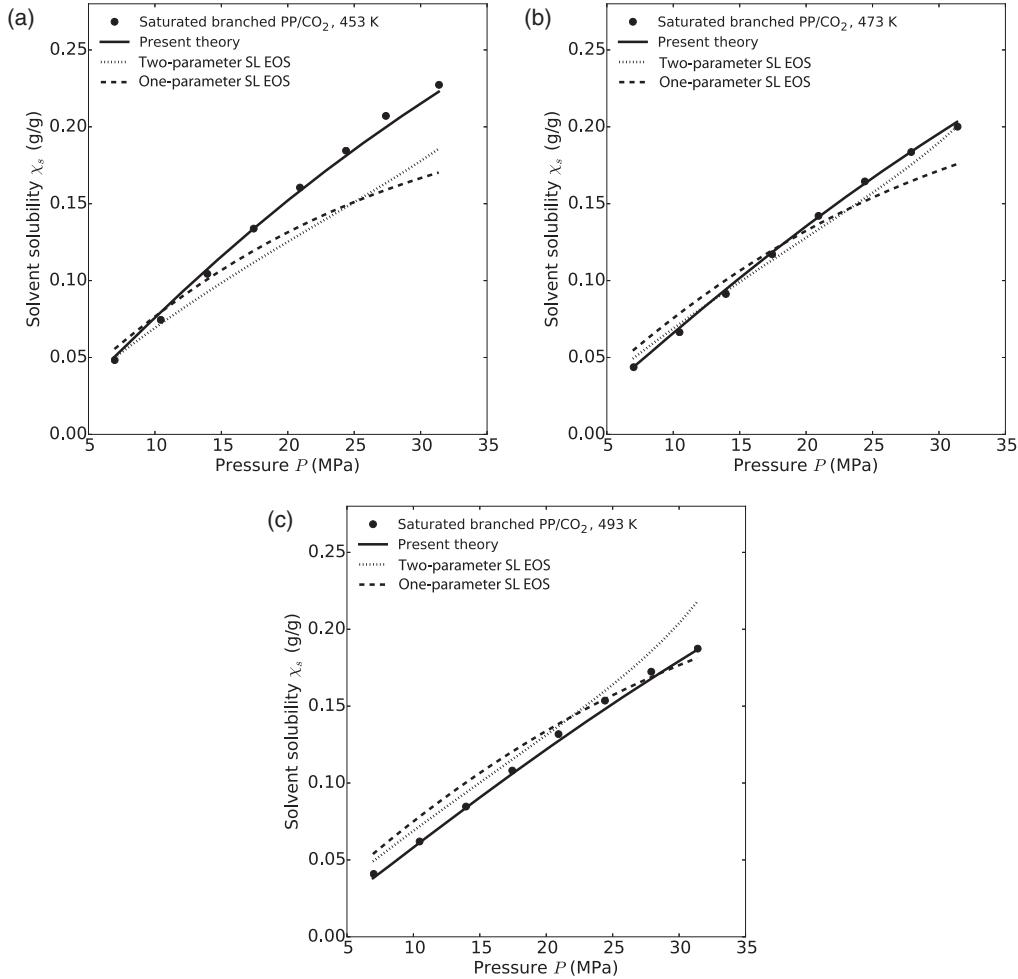 (a)
Saturated branched PP/CO₂, 453 K
Present theory
Two-parameter SL EOS
One-parameter SL EOS
0.25
0.20
0.15
0.10
0.05
0.00
Solvent solubility χₛ (g/g)
5 10 15 20 25 30 35
Pressure P (MPa)
(b)
Saturated branched PP/CO₂, 473 K
Present theory
Two-parameter SL EOS
One-parameter SL EOS
0.25
0.20
0.15
0.10
0.05
0.00
Solvent solubility χₛ (g/g)
5 10 15 20 25 30 35
Pressure P (MPa)
(c)
Saturated branched PP/CO₂, 493 K
Present theory
Two-parameter SL EOS
One-parameter SL EOS
0.25
0.20
0.15
0.10
0.05
0.00
Solvent solubility χₛ (g/g)
5 10 15 20 25 30 35
Pressure P (MPa)